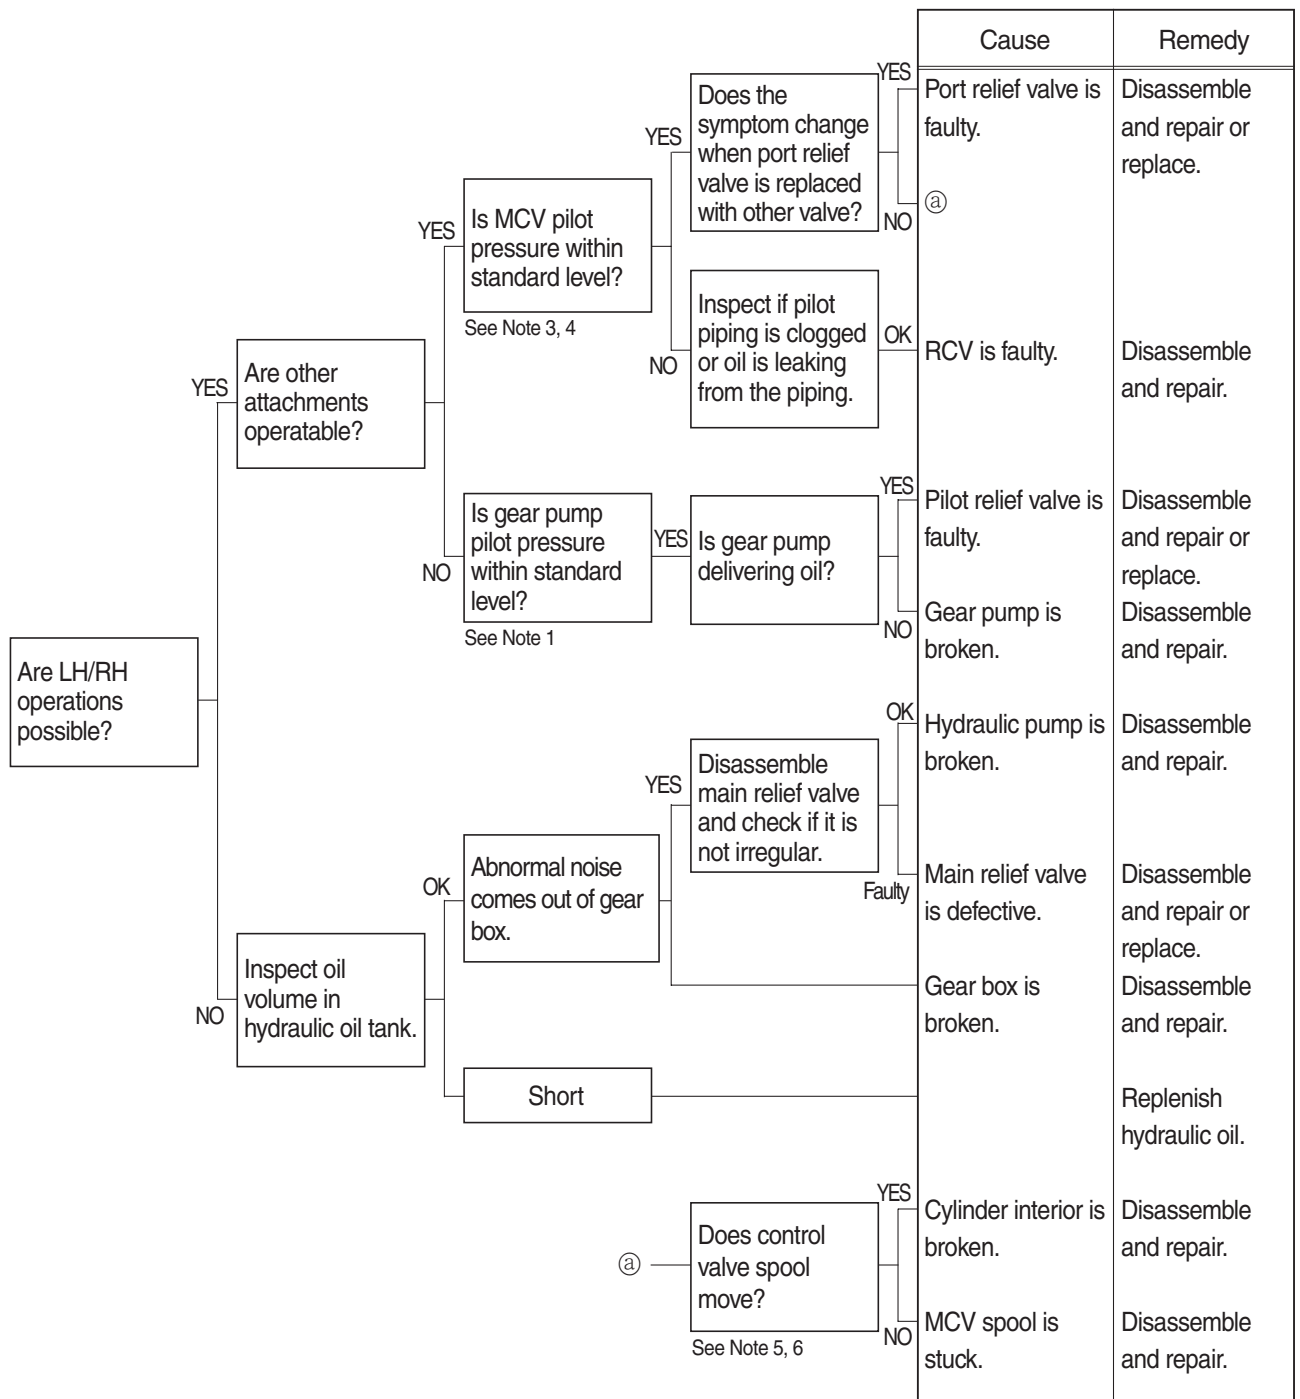 Cause
Remedy
Are LH/RH
operations
possible?
YES
NO
Are other
attachments
operatable?
YES
NO
Is MCV pilot
pressure within
standard level?
See Note 3, 4
YES
NO
Does the
symptom change
when port relief
valve is replaced
with other valve?
YES
Port relief valve is
faulty.
Disassemble
and repair or
replace.
NO
ⓐ
Inspect if pilot
piping is clogged
or oil is leaking
from the piping.
OK
RCV is faulty.
Disassemble
and repair.
Is gear pump
pilot pressure
within standard
level?
See Note 1
YES
Is gear pump
delivering oil?
YES
Pilot relief valve is
faulty.
Disassemble
and repair or
replace.
NO
Gear pump is
broken.
Disassemble
and repair.
Inspect oil
volume in
hydraulic oil tank.
OK
Abnormal noise
comes out of gear
box.
YES
Disassemble
main relief valve
and check if it is
not irregular.
OK
Hydraulic pump is
broken.
Disassemble
and repair.
Faulty
Main relief valve
is defective.
Disassemble
and repair or
replace.
Gear box is
broken.
Disassemble
and repair.
Short
Replenish
hydraulic oil.
ⓐ
Does control
valve spool
move?
See Note 5, 6
YES
Cylinder interior is
broken.
Disassemble
and repair.
NO
MCV spool is
stuck.
Disassemble
and repair.